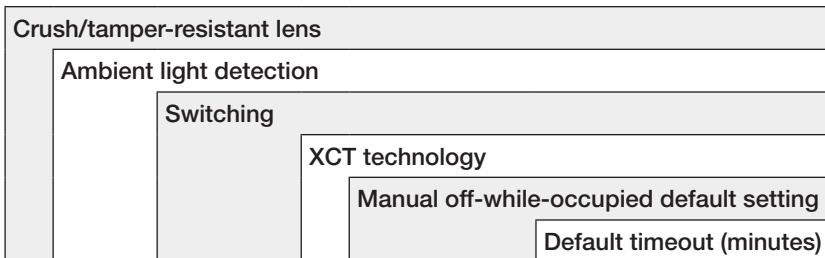 Crush/tamper-resistant lens
Ambient light detection
Switching
XCT technology
Manual off-while-occupied default setting
Default timeout (minutes)